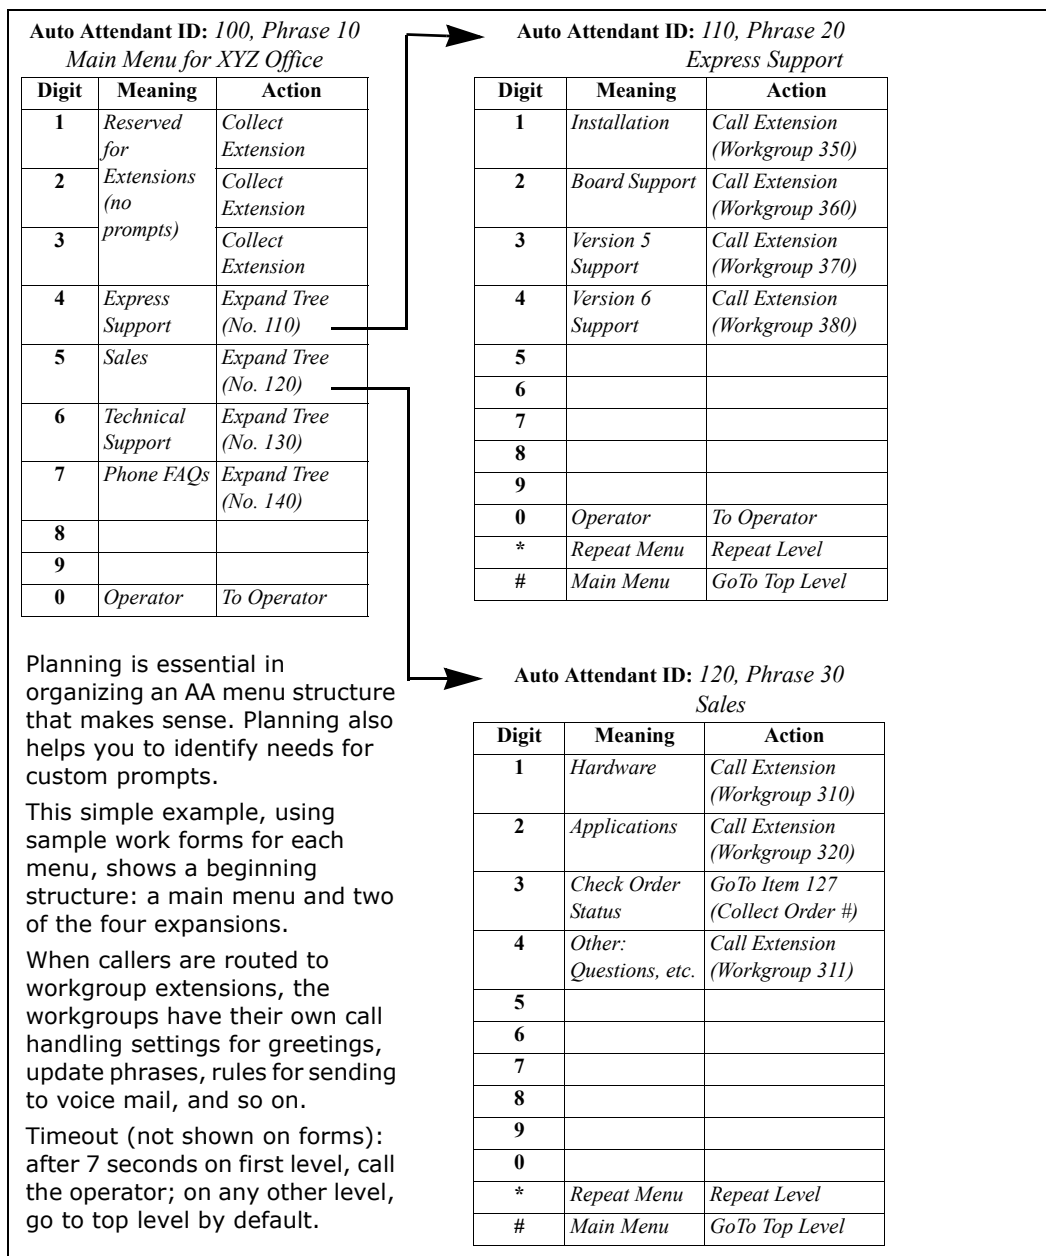 Auto Attendant ID: 100, Phrase 10
Main Menu for XYZ Office
Digit Meaning Action
1 Reserved for Extensions (no prompts) Collect Extension
2 Collect Extension
3 Collect Extension
4 Express Support Expand Tree (No. 110)
5 Sales Expand Tree (No. 120)
6 Technical Support Expand Tree (No. 130)
7 Phone FAQs Expand Tree (No. 140)
8
9
0 Operator To Operator
Planning is essential in
organizing an AA menu structure
that makes sense. Planning also
helps you to identify needs for
custom prompts.
This simple example, using
sample work forms for each
menu, shows a beginning
structure: a main menu and two
of the four expansions.
When callers are routed to
workgroup extensions, the
workgroups have their own call
handling settings for greetings,
update phrases, rules for sending
to voice mail, and so on.
Timeout (not shown on forms):
after 7 seconds on first level, call
the operator; on any other level,
go to top level by default.
Auto Attendant ID: 110, Phrase 20
Express Support
Digit Meaning Action
1 Installation Call Extension (Workgroup 350)
2 Board Support Call Extension (Workgroup 360)
3 Version 5 Support Call Extension (Workgroup 370)
4 Version 6 Support Call Extension (Workgroup 380)
5
6
7
8
9
0 Operator To Operator
* Repeat Menu Repeat Level
# Main Menu GoTo Top Level
Auto Attendant ID: 120, Phrase 30
Sales
Digit Meaning Action
1 Hardware Call Extension (Workgroup 310)
2 Applications Call Extension (Workgroup 320)
3 Check Order Status GoTo Item 127 (Collect Order #)
4 Other: Questions, etc. Call Extension (Workgroup 311)
5
6
7
8
9
0
* Repeat Menu Repeat Level
# Main Menu GoTo Top Level